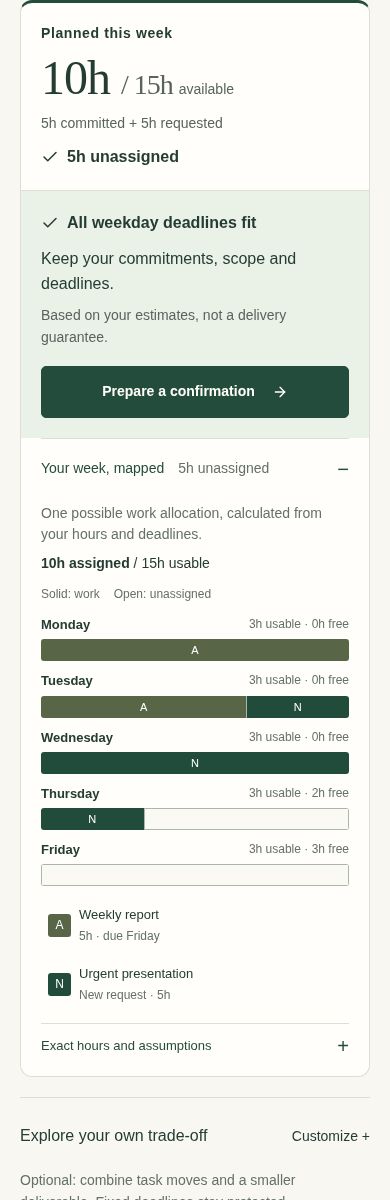 Planned this week
10h / 15h available
5h committed + 5h requested
5h unassigned
All weekday deadlines fit
Keep your commitments, scope and
deadlines.
Based on your estimates, not a delivery
guarantee.
Prepare a confirmation →
Your week, mapped 5h unassigned −
One possible work allocation, calculated from
your hours and deadlines.
10h assigned / 15h usable
Solid: work Open: unassigned
Monday 3h usable · 0h free
A
Tuesday 3h usable · 0h free
A N
Wednesday 3h usable · 0h free
N
Thursday 3h usable · 2h free
N
Friday 3h usable · 3h free
A Weekly report
5h · due Friday
N Urgent presentation
New request · 5h
Exact hours and assumptions +
Explore your own trade-off Customize +
Optional: combine task moves and a smaller
deliverable. Fixed deadlines stay protected.